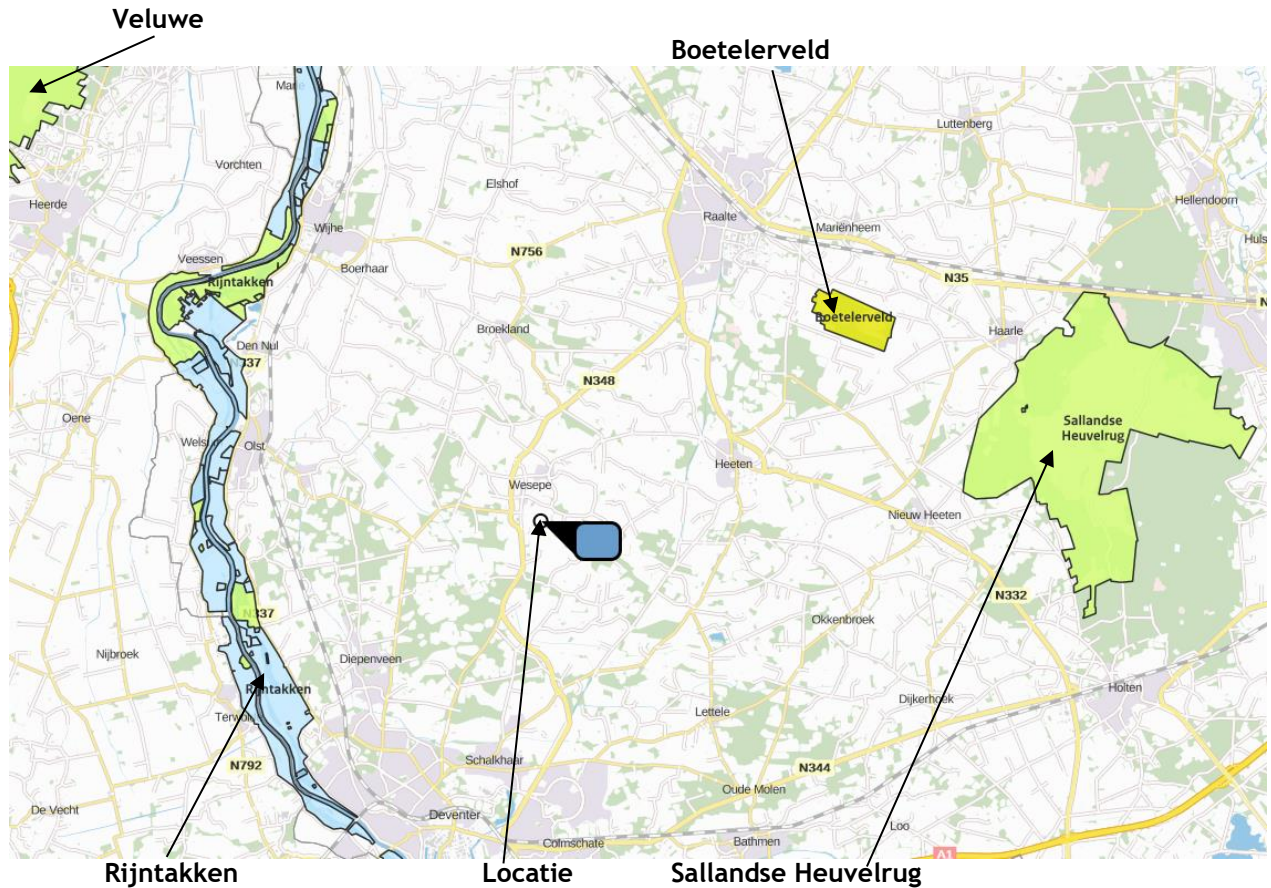 Veluwe
Boetelerveld
Marle
Luttenberg
Vorchten
Elshof
Heerde
Hellendoorn
Raalte
Wijhe
Mariënheem
Veessen
N756
Boerhaar
N35
Rijntakken
Boetelerveld
Broekland
Haarle
Den Nul
N348
Oene
Sallandse
Heuvelrug
Olst
Heeten
Wesepe
Nieuw Heeten
N332
N337
Okkenbroek
Nijbroek
Diepenveen
Rijntakken
Holten
Dijkerhoek
Lettele
Schalkhaar
N792
N344
Oude Molen
De Vecht
Deventer
Loo
Colmschate
Bathmen
A1
Rijntakken
Locatie
Sallandse Heuvelrug